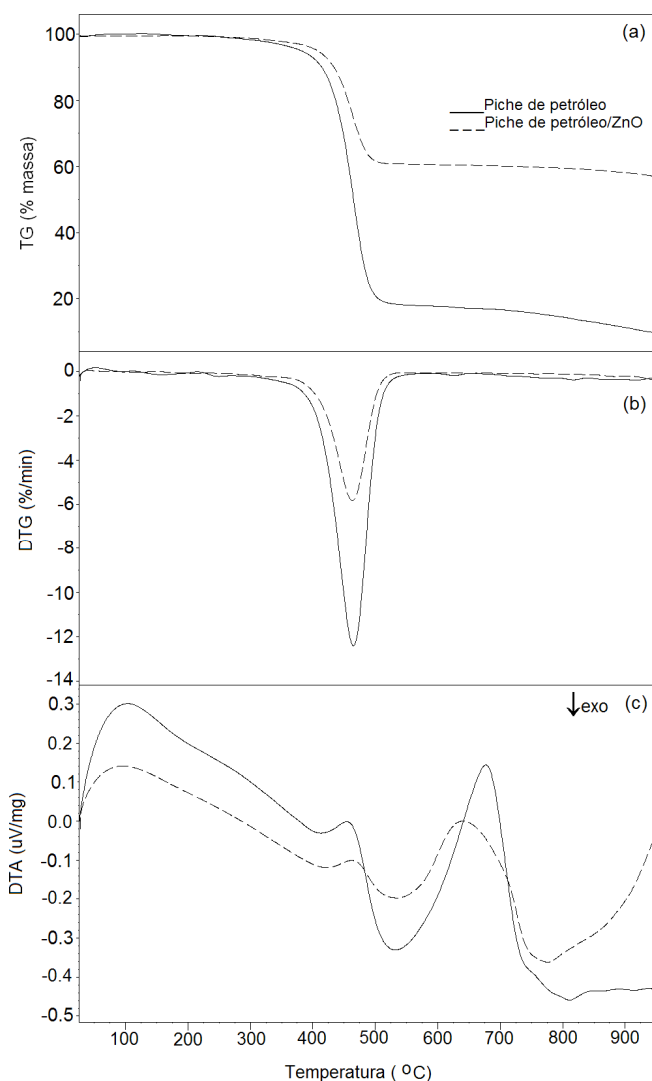 (a)
100
80
60
40
20
TG (% massa)
Piche de petróleo
Piche de petróleo/ZnO
(b)
0
-2
-4
-6
-8
-10
-12
-14
DTG (%/min)
(c)
exo
0.3
0.2
0.1
0.0
-0.1
-0.2
-0.3
-0.4
-0.5
DTA (uV/mg)
100 200 300 400 500 600 700 800 900
Temperatura ( ºC)